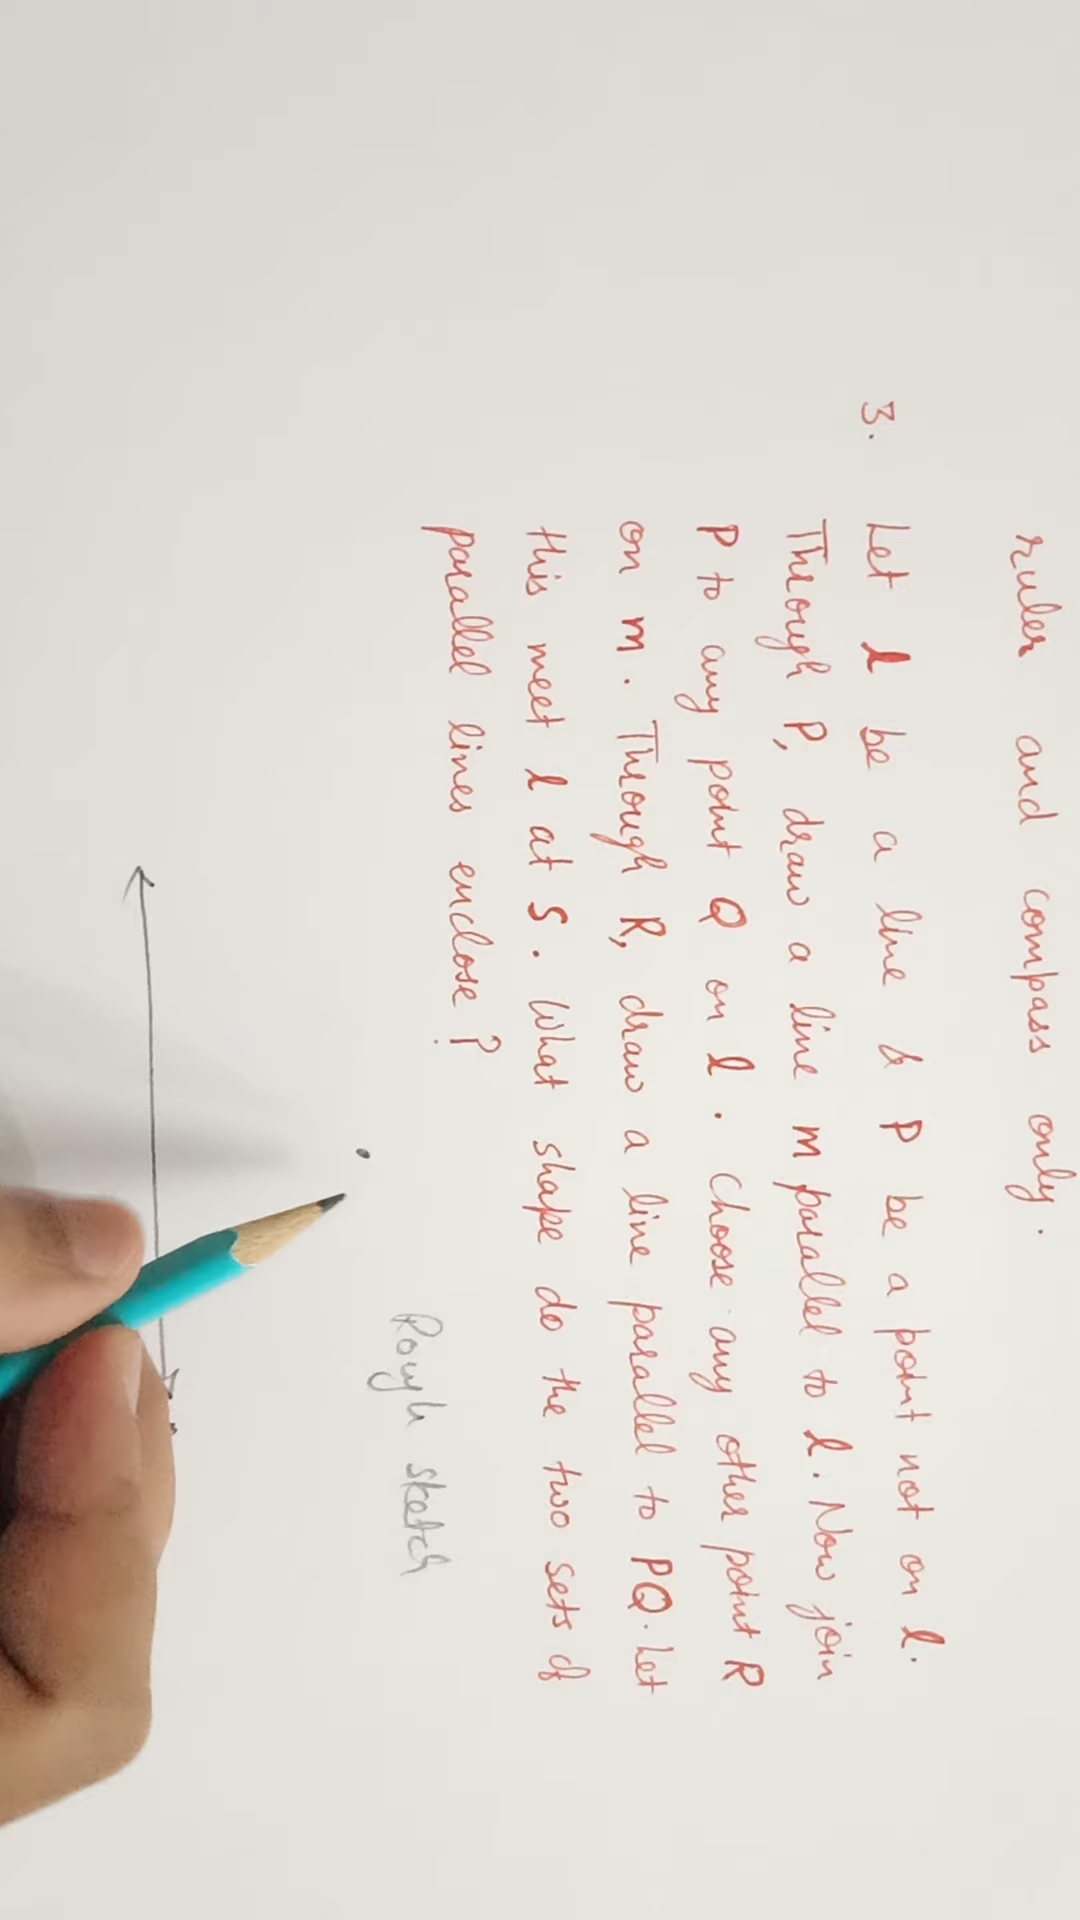 ruler and compass only.
3. Let l be a line & P be a point not on l.
Through P, draw a line m parallel to l. Now join
P to any point Q on l. Choose any other point R
on m. Through R, draw a line parallel to PQ. Let
this meet l at S. What shape do the two sets of
parallel lines enclose?
Rough sketch